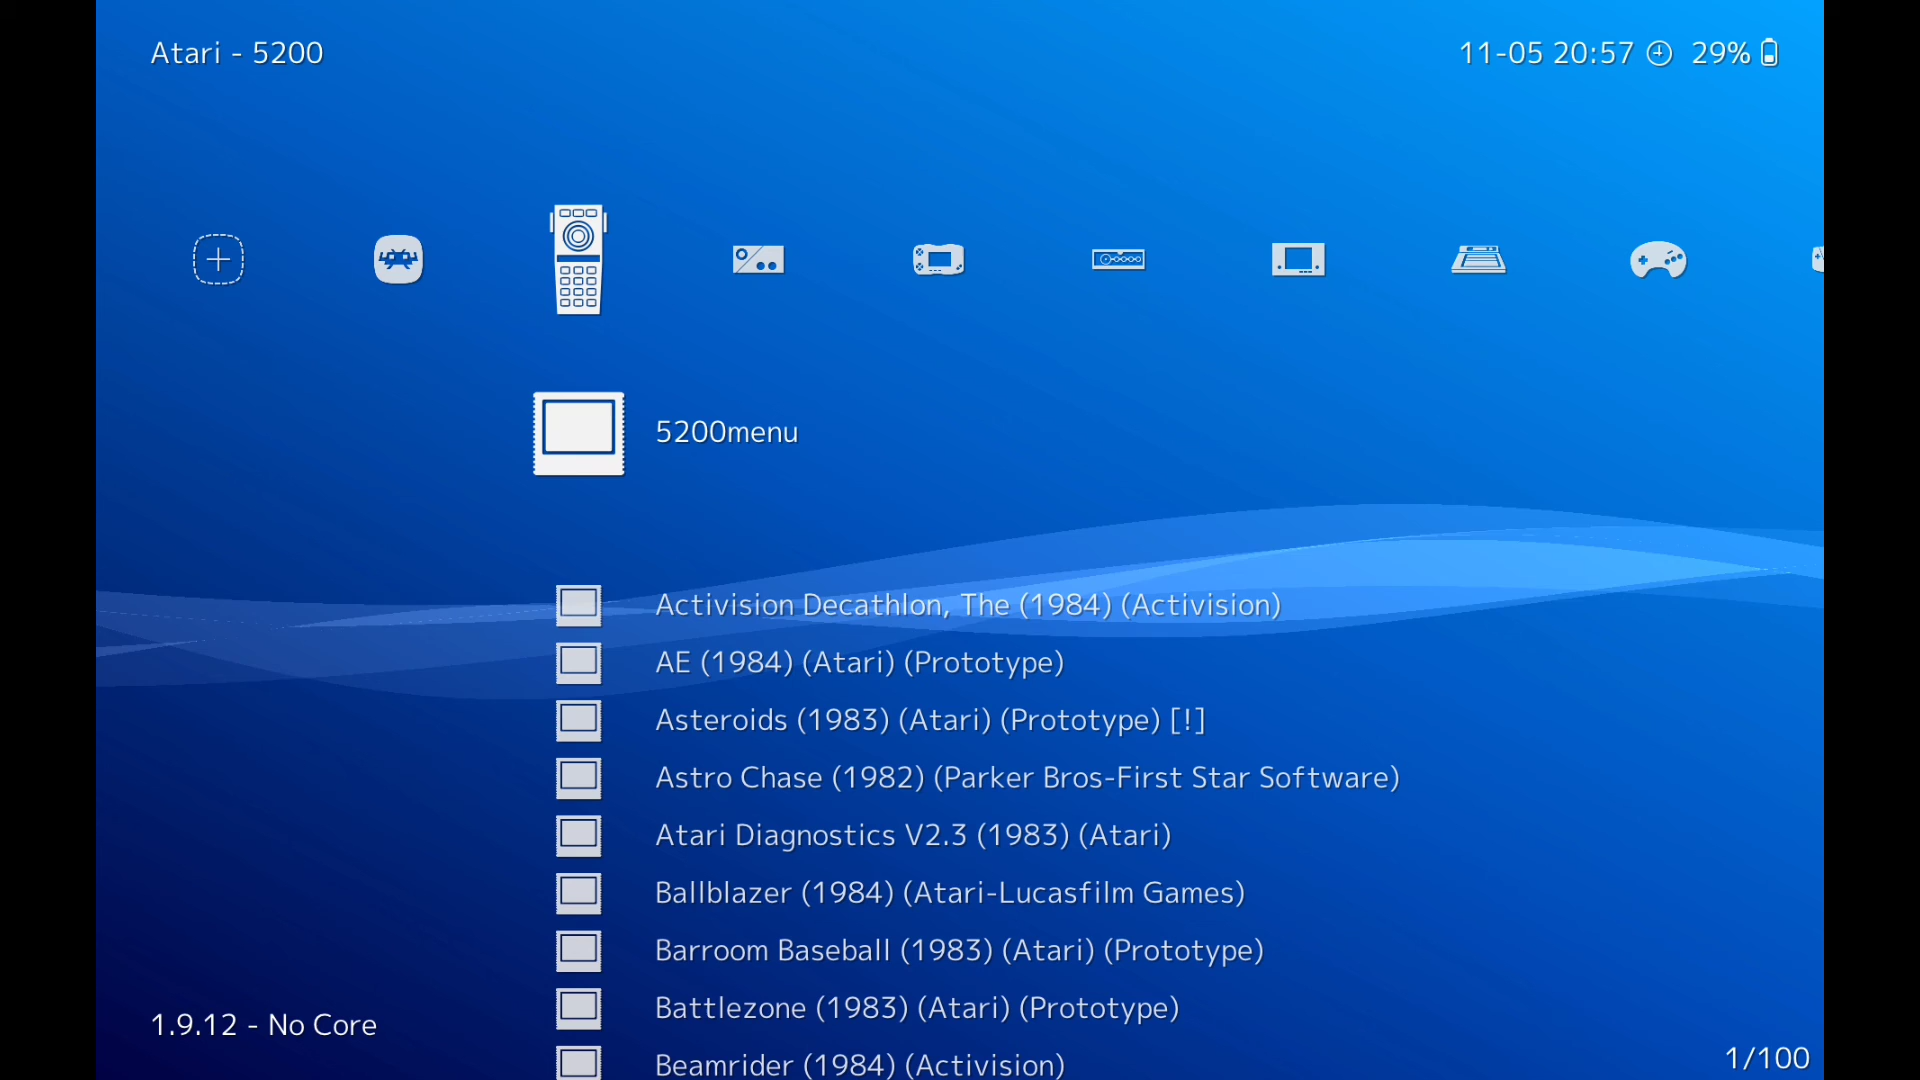 Atari - 5200
11-05 20:57 29%
5200menu
Activision Decathlon, The (1984) (Activision)
AE (1984) (Atari) (Prototype)
Asteroids (1983) (Atari) (Prototype) [!]
Astro Chase (1982) (Parker Bros-First Star Software)
Atari Diagnostics V2.3 (1983) (Atari)
Ballblazer (1984) (Atari-Lucasfilm Games)
Barroom Baseball (1983) (Atari) (Prototype)
Battlezone (1983) (Atari) (Prototype)
Beamrider (1984) (Activision)
1.9.12 - No Core
1/100